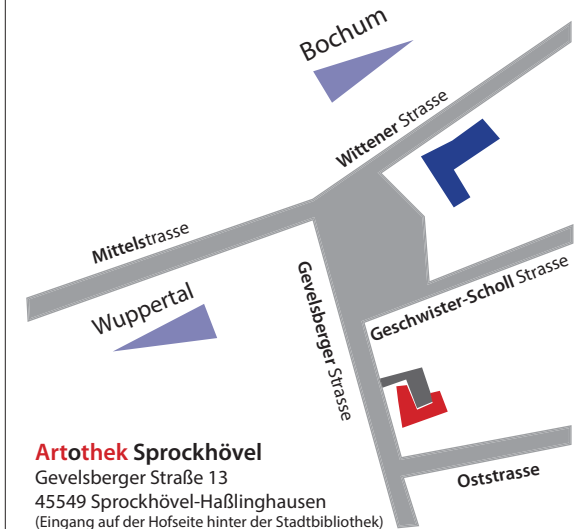 Bochum
Wittener Strasse
Mittelstrasse
Wuppertal
Gevelsberger Strasse
Geschwister-Scholl Strasse
Oststrasse
Artothek Sprockhövel
Gevelsberger Straße 13
45549 Sprockhövel-Haßlinghausen
(Eingang auf der Hofseite hinter der Stadtbibliothek)